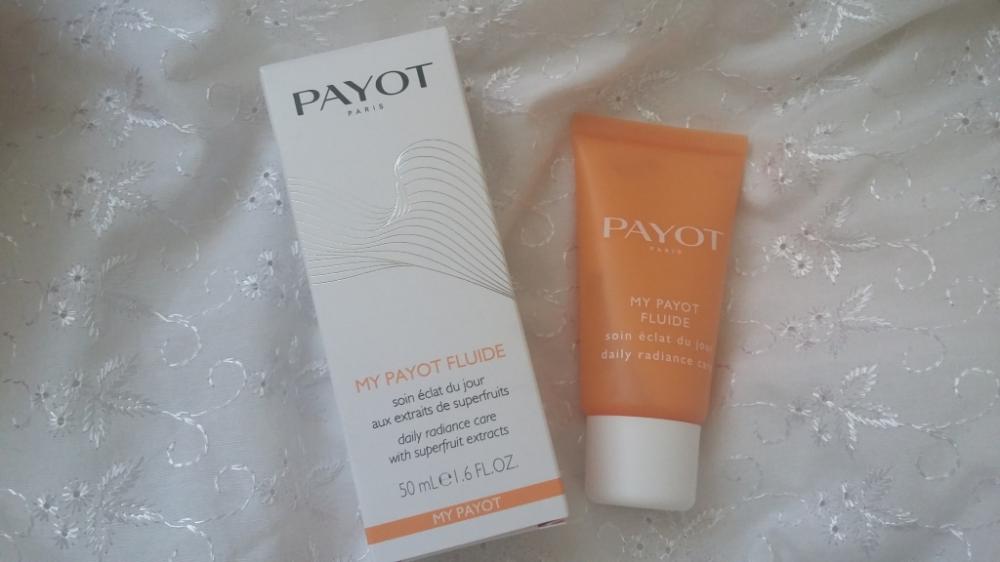 PAYOT
PARIS
MY PAYOT FLUIDE
soin éclat du jour
aux extraits de superfruits
daily radiance care
with superfruit extracts
50 mL℮1.6 FL.OZ.
MY PAYOT
PAYOT
PARIS
MY PAYOT
FLUIDE
soin éclat du jour
daily radiance care